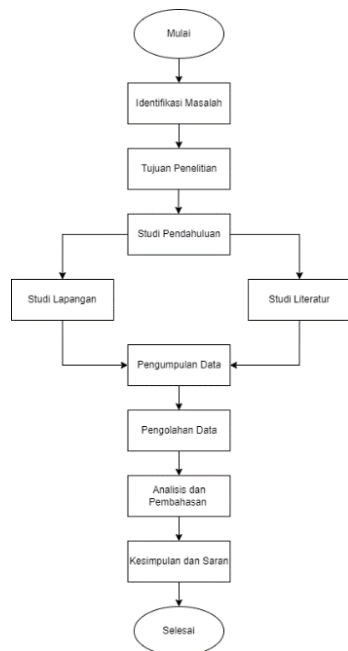 Mulai
Identifikasi Masalah
Tujuan Penelitian
Studi Pendahuluan
Studi Lapangan
Studi Literatur
Pengumpulan Data
Pengolahan Data
Analisis dan
Pembahasan
Kesimpulan dan Saran
Selesai